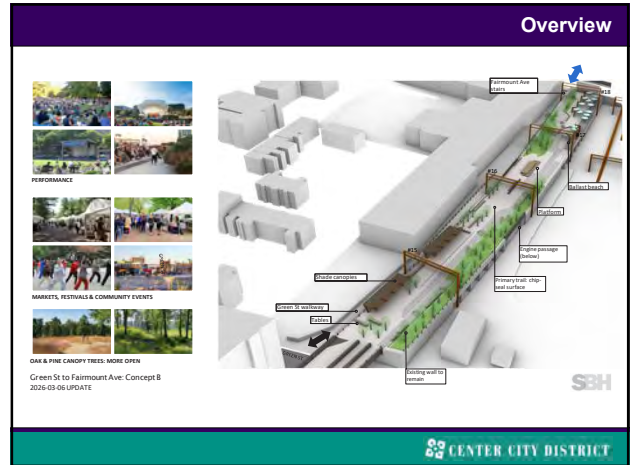 Overview
PERFORMANCE
MARKETS, FESTIVALS & COMMUNITY EVENTS
OAK & PINE CANOPY TREES: MORE OPEN
Green St to Fairmount Ave: Concept B
2026-03-06 UPDATE
Fairmount Ave
stairs
#18
Ballast beach
#16
Platform
Engine passage
(below)
Primary trail: chip-
seal surface
#15
Shade canopies
Green St walkway
Tables
Existing wall to
remain
SBH
CENTER CITY DISTRICT